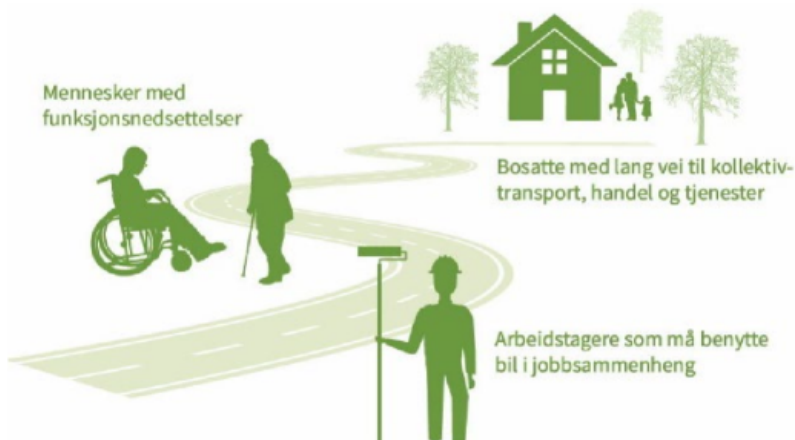 Mennesker med
funksjonsnedsettelser
Bosatte med lang vei til kollektiv-
transport, handel og tjenester
Arbeidstagere som må benytte
bil i jobbsammenheng